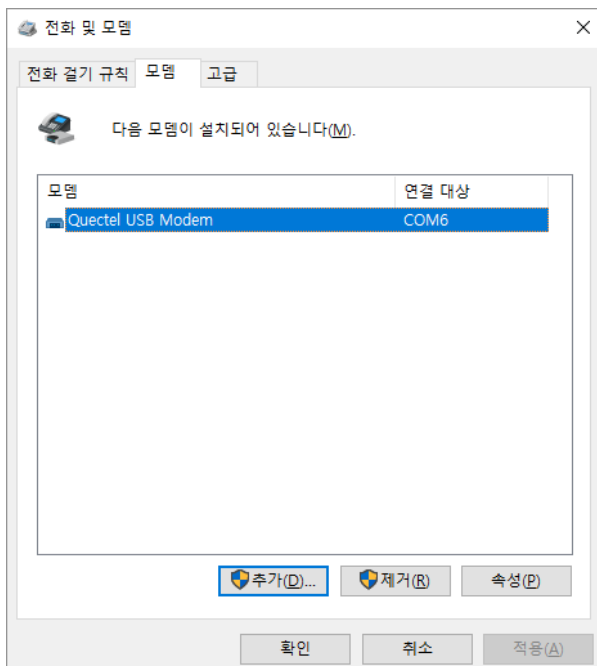 전화 및 모뎀
전화 걸기 규칙 모뎀 고급
다음 모뎀이 설치되어 있습니다(M).
모뎀 연결 대상
Quectel USB Modem COM6
추가(D)... 제거(R) 속성(P)
확인 취소 적용(A)